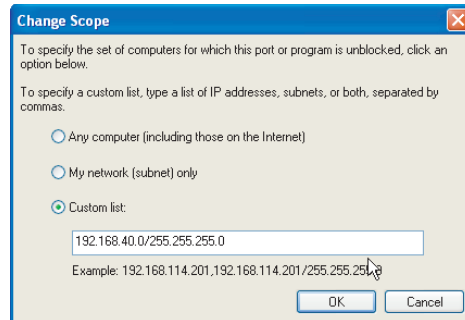 Change Scope
To specify the set of computers for which this port or program is unblocked, click an
option below.
To specify a custom list, type a list of IP addresses, subnets, or both, separated by
commas.
Any computer (including those on the Internet)
My network (subnet) only
Custom list:
192.168.40.0/255.255.255.0
Example: 192.168.114.201,192.168.114.201/255.255.25
OK
Cancel